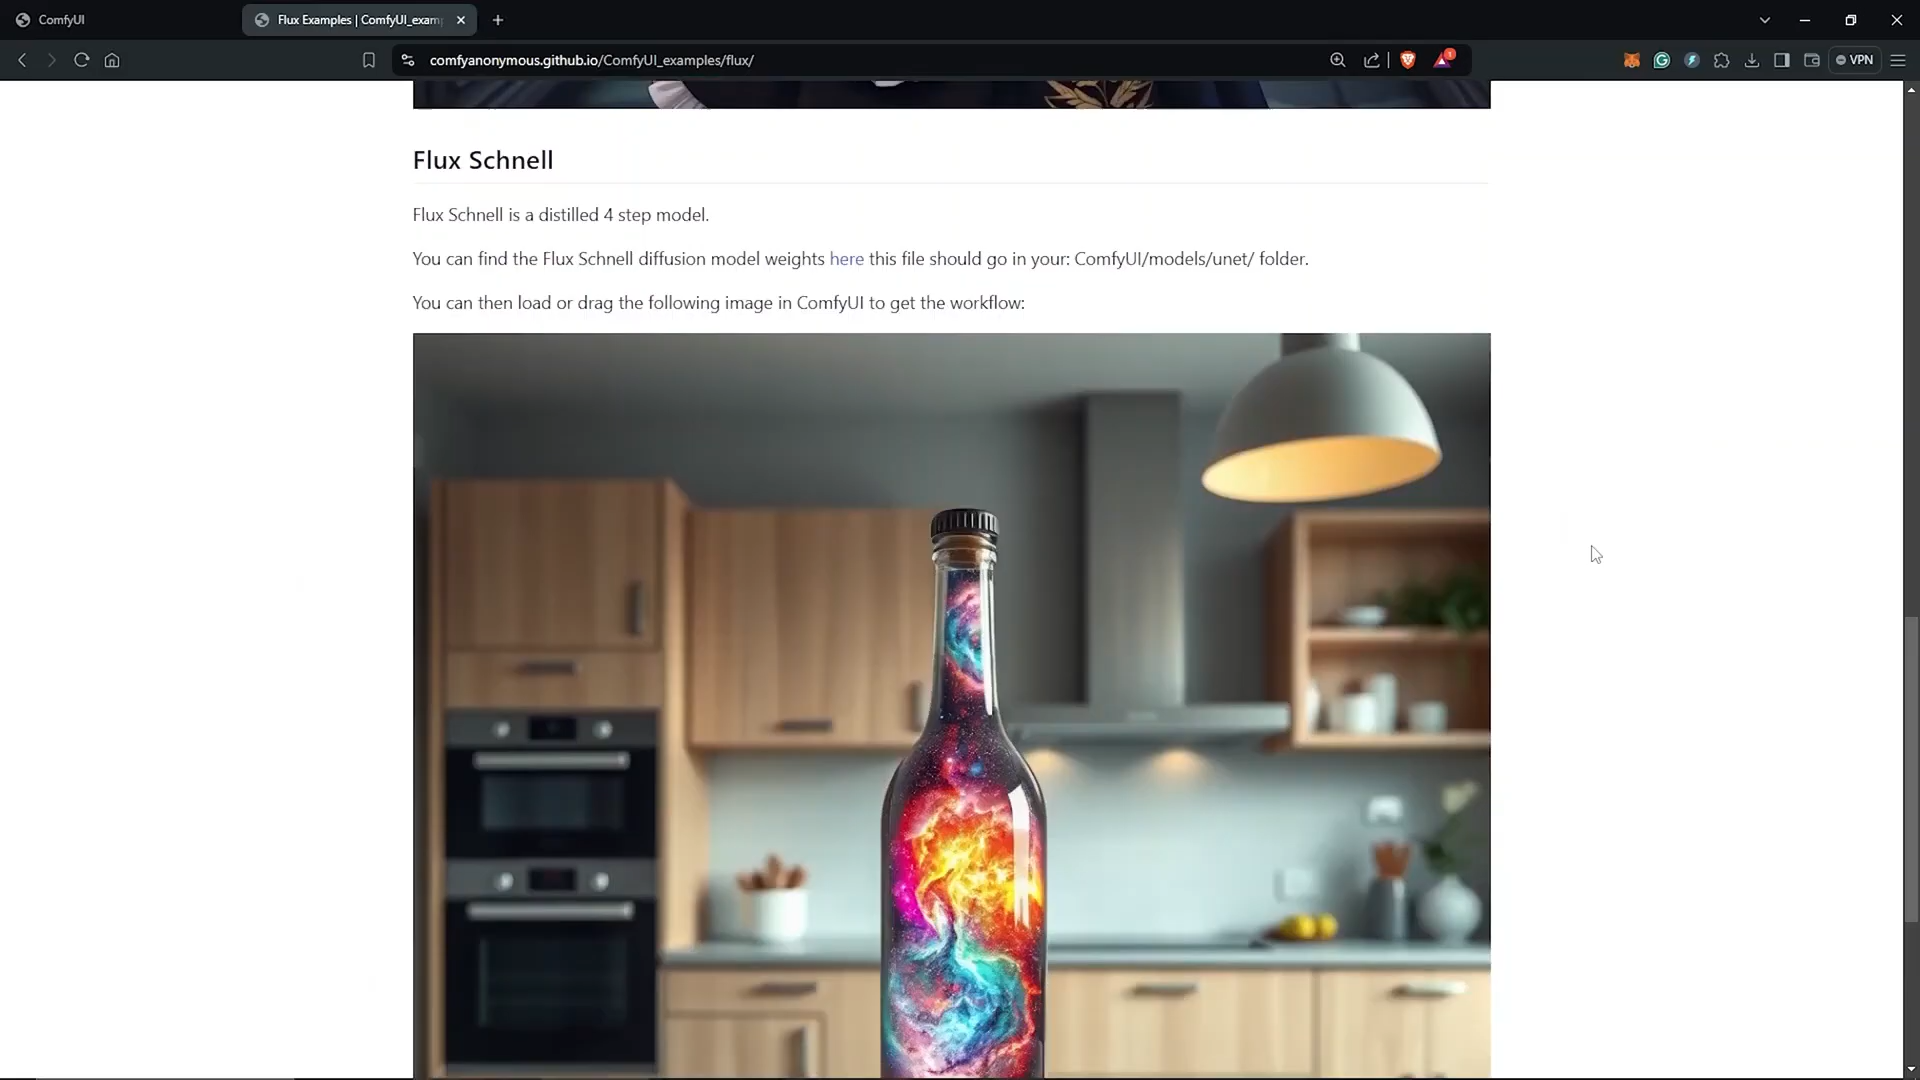 ComfyUI
Flux Examples | ComfyUI_exam
comfyanonymous.github.io/ComfyUI_examples/flux/
1
VPN
Flux Schnell
Flux Schnell is a distilled 4 step model.
You can find the Flux Schnell diffusion model weights here this file should go in your: ComfyUI/models/unet/ folder.
You can then load or drag the following image in ComfyUI to get the workflow: